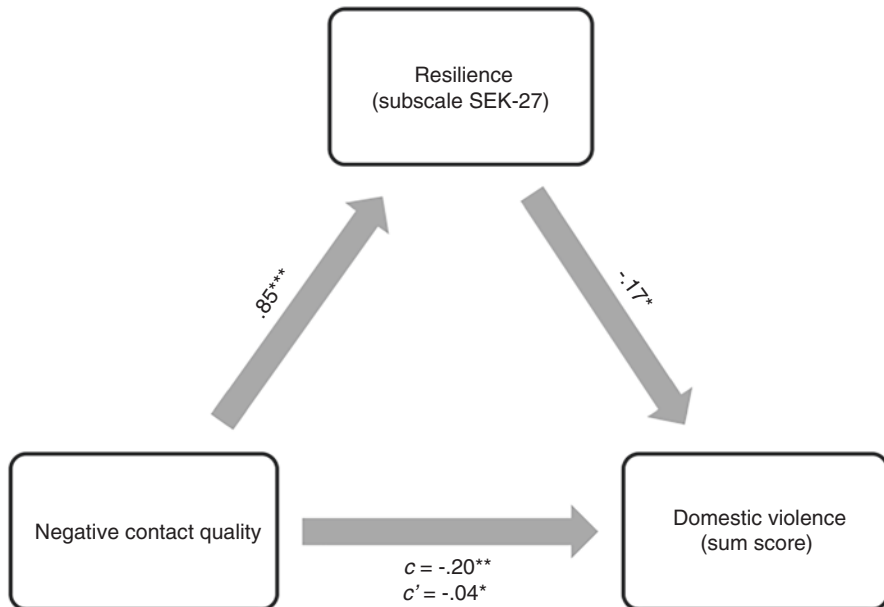 Resilience
(subscale SEK-27)
.85***
-.17*
Negative contact quality
Domestic violence
(sum score)
c = -.20**
c’ = -.04*